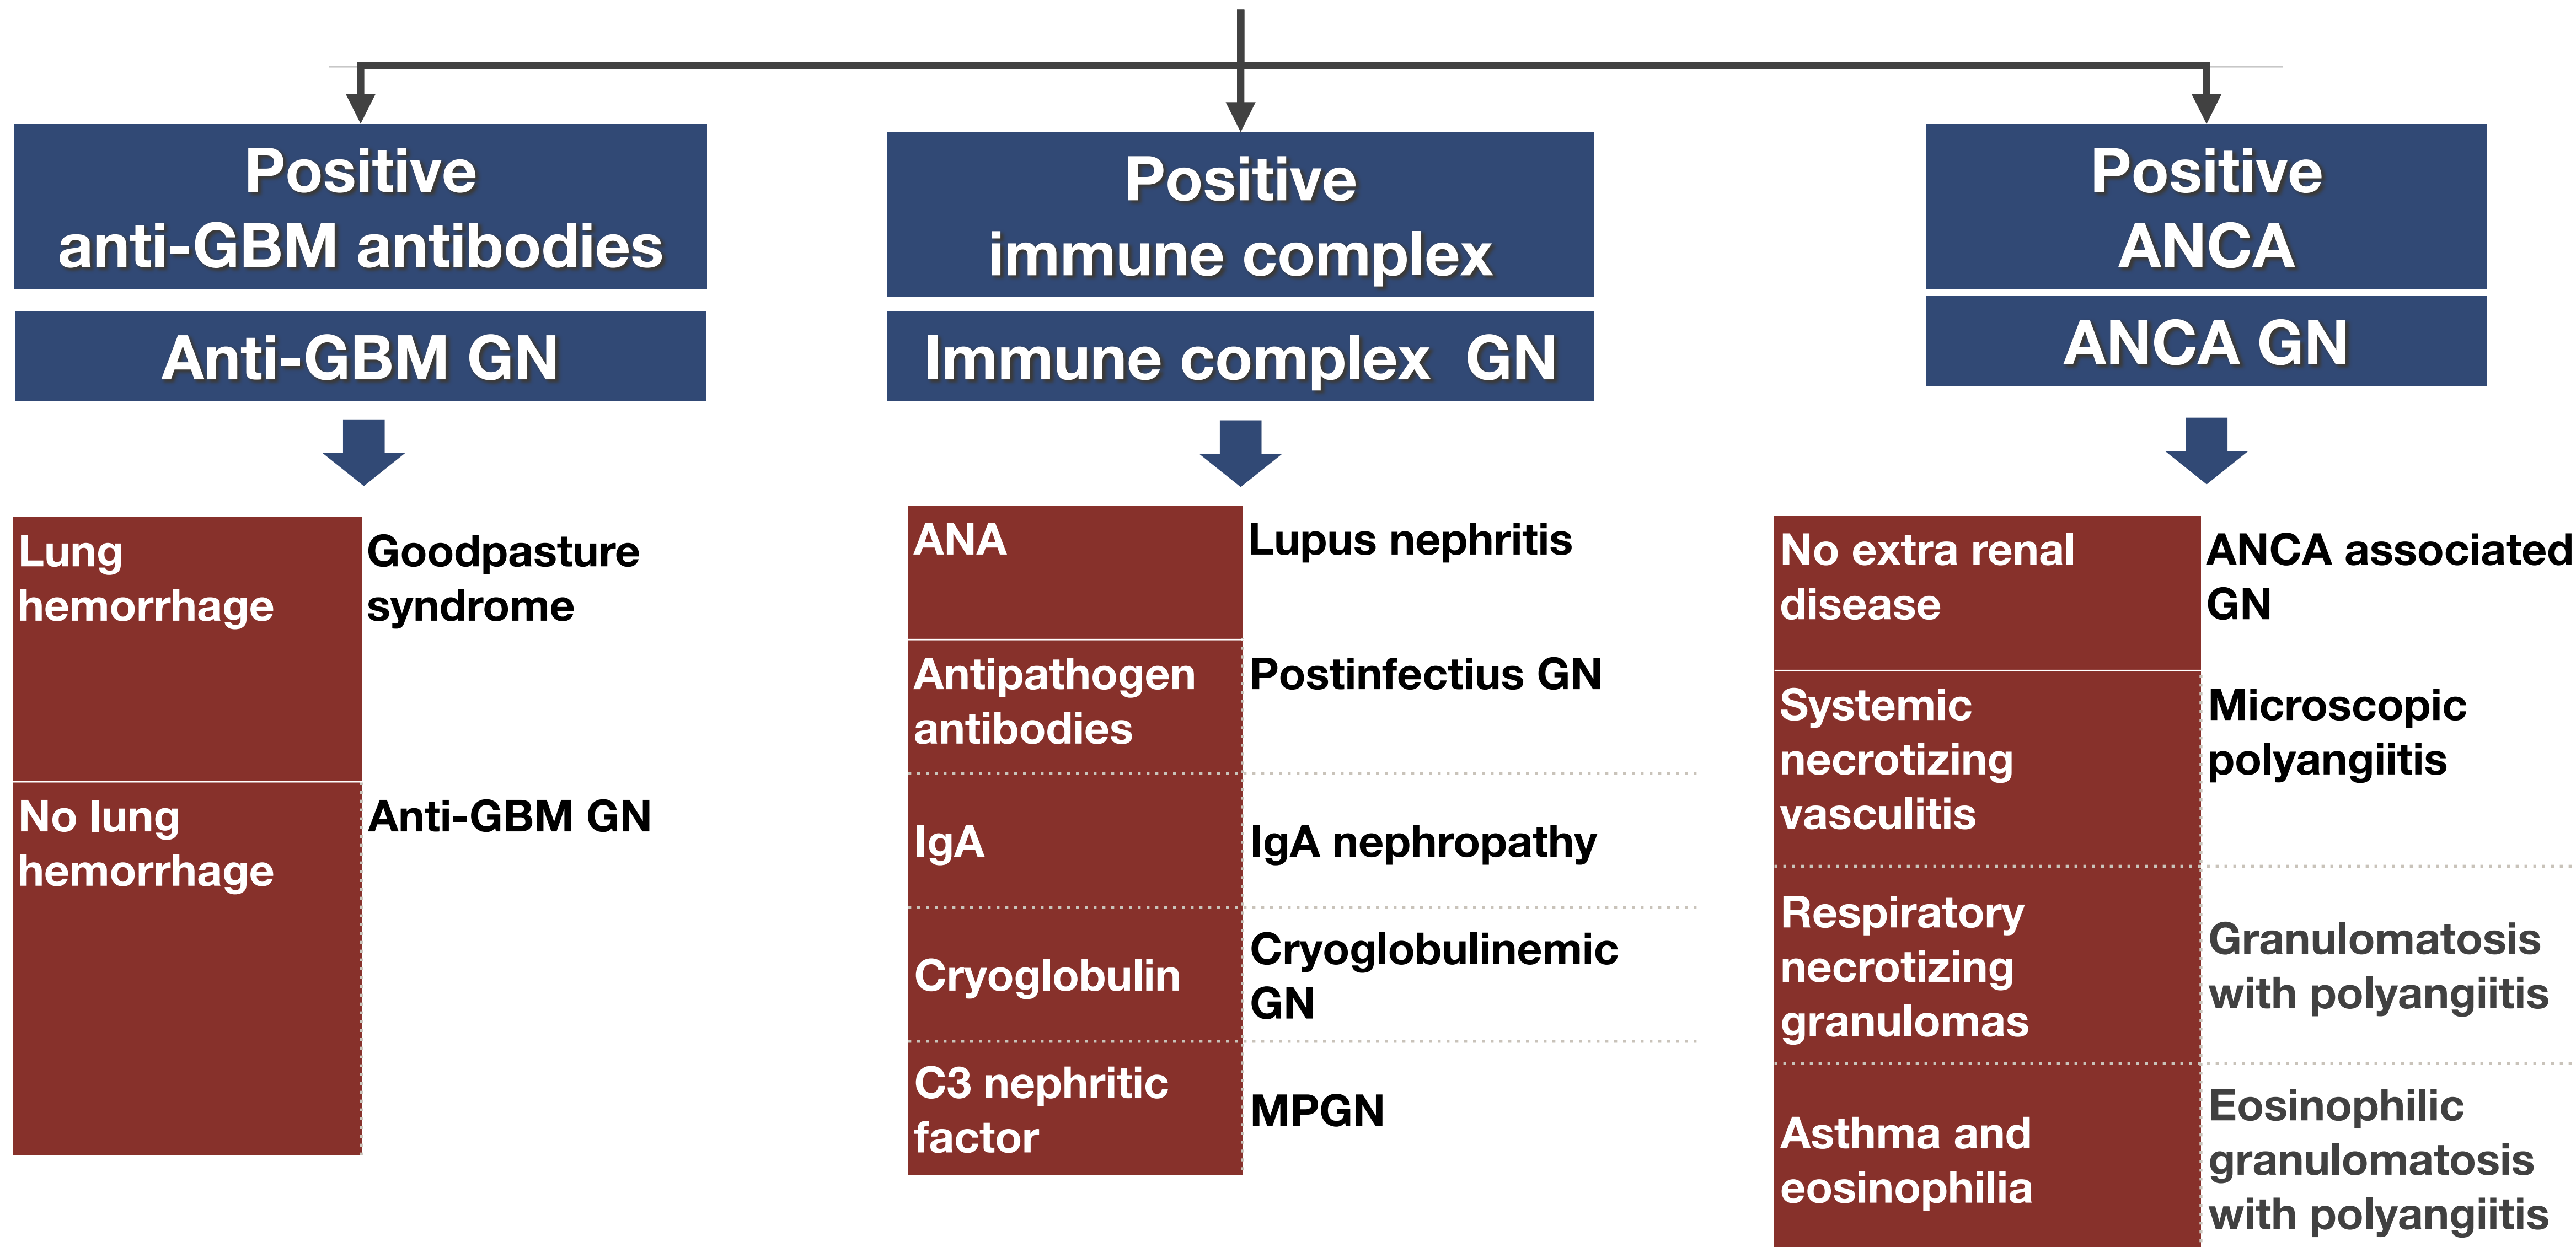 Positive
anti-GBM antibodies
Anti-GBM GN
Lung
hemorrhage
Goodpasture
syndrome
No lung
hemorrhage
Anti-GBM GN
Positive
immune complex
Immune complex GN
ANA
Lupus nephritis
Antipathogen
antibodies
Postinfectius GN
IgA
IgA nephropathy
Cryoglobulin
Cryoglobulinemic
GN
C3 nephritic
factor
MPGN
Positive
ANCA
ANCA GN
No extra renal
disease
ANCA associated
GN
Systemic
necrotizing
vasculitis
Microscopic
polyangiitis
Respiratory
necrotizing
granulomas
Granulomatosis
with polyangiitis
Asthma and
eosinophilia
Eosinophilic
granulomatosis
with polyangiitis